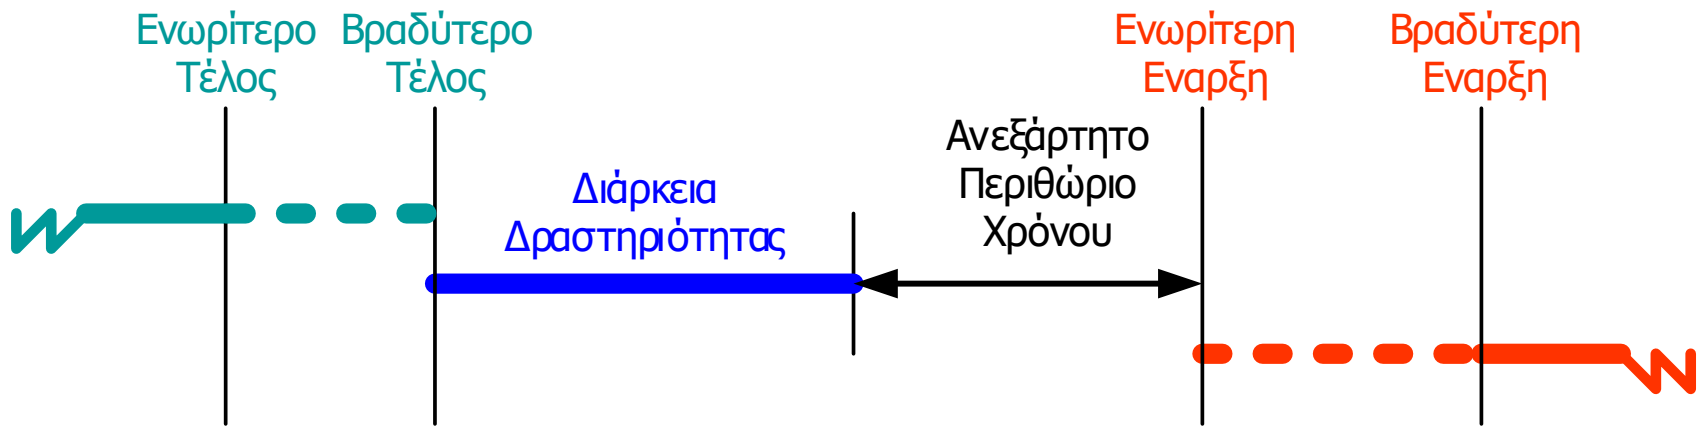 Ενωρίτερο
Τέλος
Βραδύτερο
Τέλος
Ενωρίτερη
Εναρξη
Βραδύτερη
Εναρξη
Διάρκεια
Δραστηριότητας
Ανεξάρτητο
Περιθώριο
Χρόνου